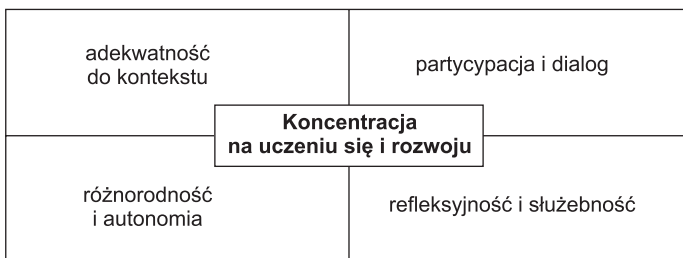 adekwatność
do kontekstu
partycypacja i dialog
Koncentracja
na uczeniu się i rozwoju
różnorodność
i autonomia
refleksyjność i służebność